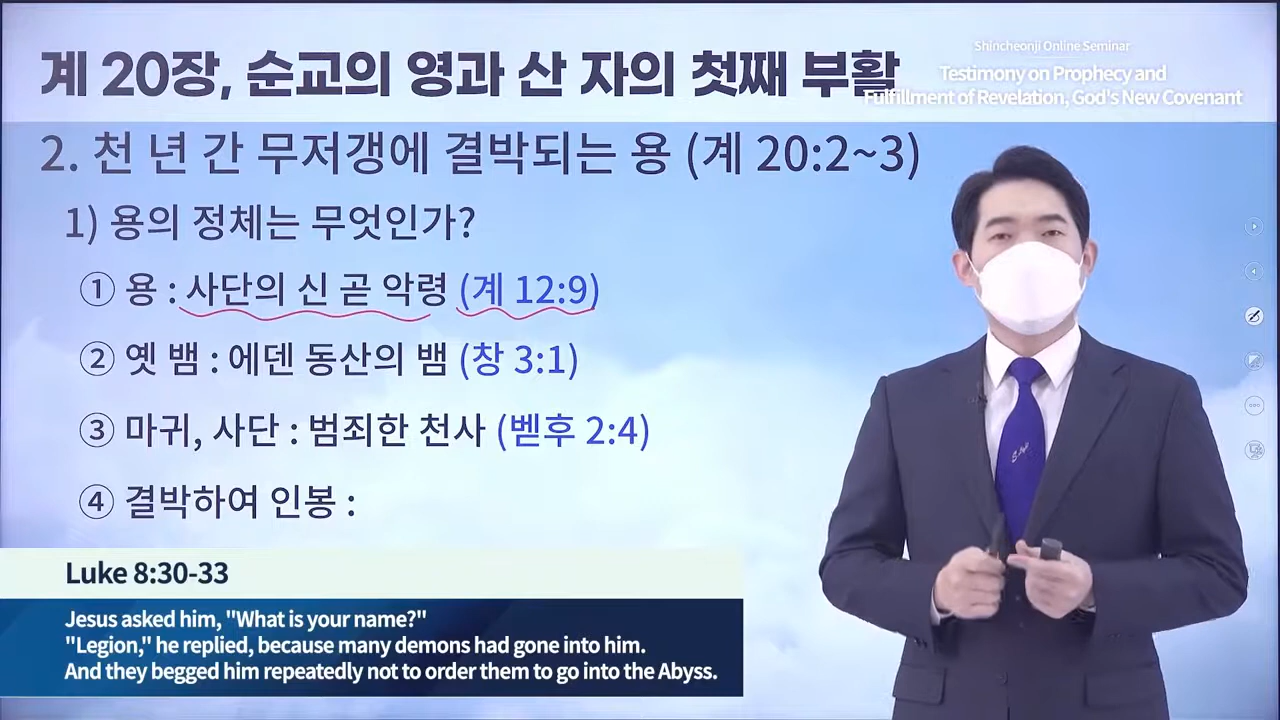 계 20장, 순교의 영과 산 자의 첫째 부활
Shincheonji Online Seminar
Testimony on Prophecy and
Fulfillment of Revelation, God's New Covenant
2. 천 년 간 무저갱에 결박되는 용 (계 20:2~3)
1) 용의 정체는 무엇인가?
① 용 : 사단의 신 곧 악령 (계 12:9)
② 옛 뱀 : 에덴 동산의 뱀 (창 3:1)
③ 마귀, 사단 : 범죄한 천사 (벧후 2:4)
④ 결박하여 인봉 :
Luke 8:30-33
Jesus asked him, "What is your name?"
"Legion," he replied, because many demons had gone into him.
And they begged him repeatedly not to order them to go into the Abyss.